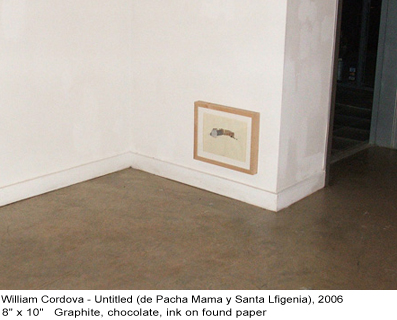 William Cordova - Untitled (de Pacha Mama y Santa Lfigenia), 2006
8" x 10"   Graphite, chocolate, ink on found paper